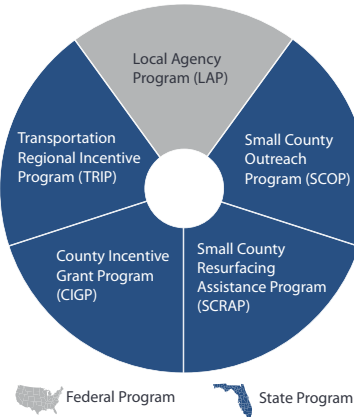 Local Agency
Program (LAP)
Transportation
Regional Incentive
Program (TRIP)
Small County
Outreach
Program (SCOP)
County Incentive
Grant Program
(CIGP)
Small County
Resurfacing
Assistance Program
(SCRAP)
Federal Program
State Program